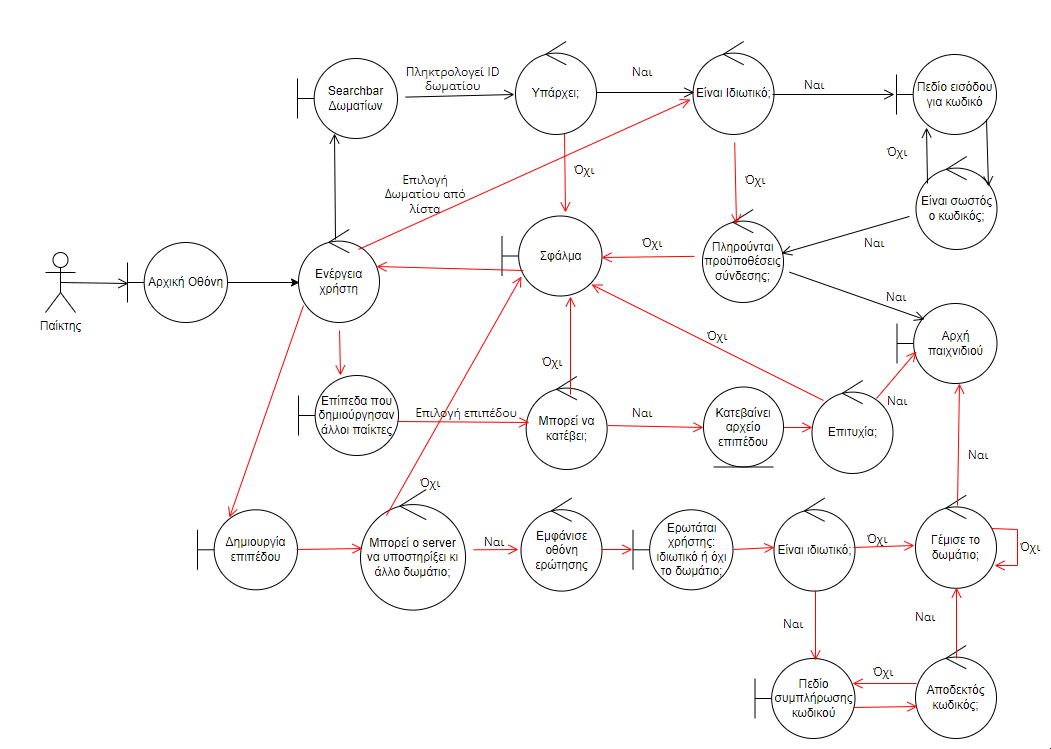 Searchbar
Δωματίων
Πληκτρολογεί ID
δωματίου
Υπάρχει;
Ναι
Είναι Ιδιωτικό;
Ναι
Πεδίο εισόδου
για κωδικό
Όχι
Όχι
Όχι
Επιλογή
Δωματίου από
λίστα
Είναι σωστός
ο κωδικός;
Ναι
Παίκτης
Αρχική Οθόνη
Ενέργεια
χρήστη
Σφάλμα
Όχι
Πληρούνται
προϋποθέσεις
σύνδεσης;
Ναι
Αρχή
παιχνιδιού
Όχι
Όχι
Επίπεδα που
δημιούργησαν
άλλοι παίκτες
Επιλογή επιπέδου
Μπορεί να
κατέβει;
Ναι
Κατεβαίνει
αρχείο
επιπέδου
Επιτυχία;
Ναι
Ναι
Όχι
Δημιουργία
επιπέδου
Μπορεί ο server
να υποστηρίξει κι
άλλο δωμάτιο;
Ναι
Εμφάνισε
οθόνη
ερώτησης
Ερωτάται
χρήστης:
ιδιωτικό ή όχι
το δωμάτιο;
Είναι ιδιωτικό;
Όχι
Γέμισε το
δωμάτιο;
Όχι
Ναι
Ναι
Πεδίο
συμπλήρωσης
κωδικού
Όχι
Αποδεκτός
κωδικός;